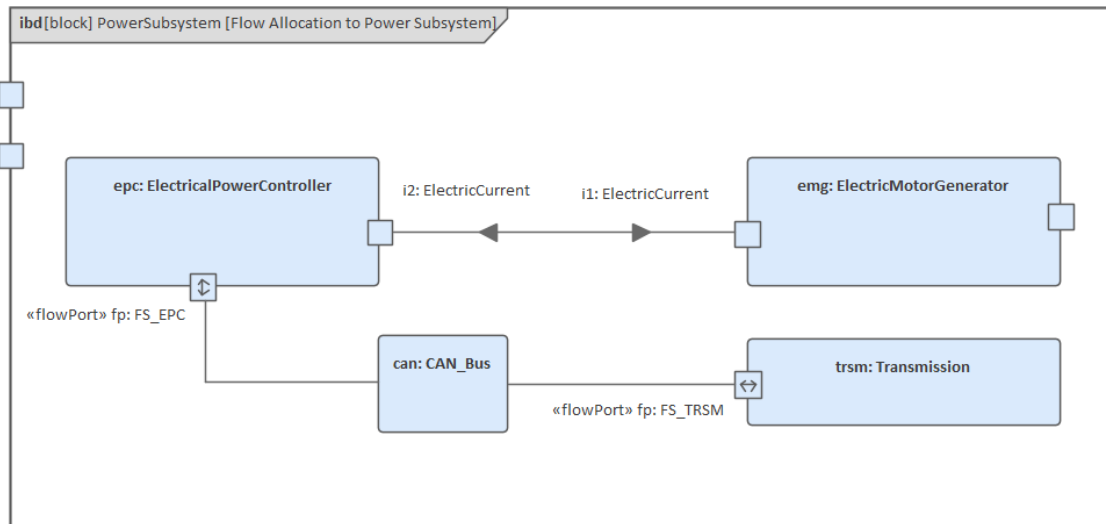 ibd[block] PowerSubsystem [Flow Allocation to Power Subsystem]
epc: ElectricalPowerController
i2: ElectricCurrent
i1: ElectricCurrent
emg: ElectricMotorGenerator
«flowPort» fp: FS_EPC
can: CAN_Bus
trsm: Transmission
«flowPort» fp: FS_TRSM